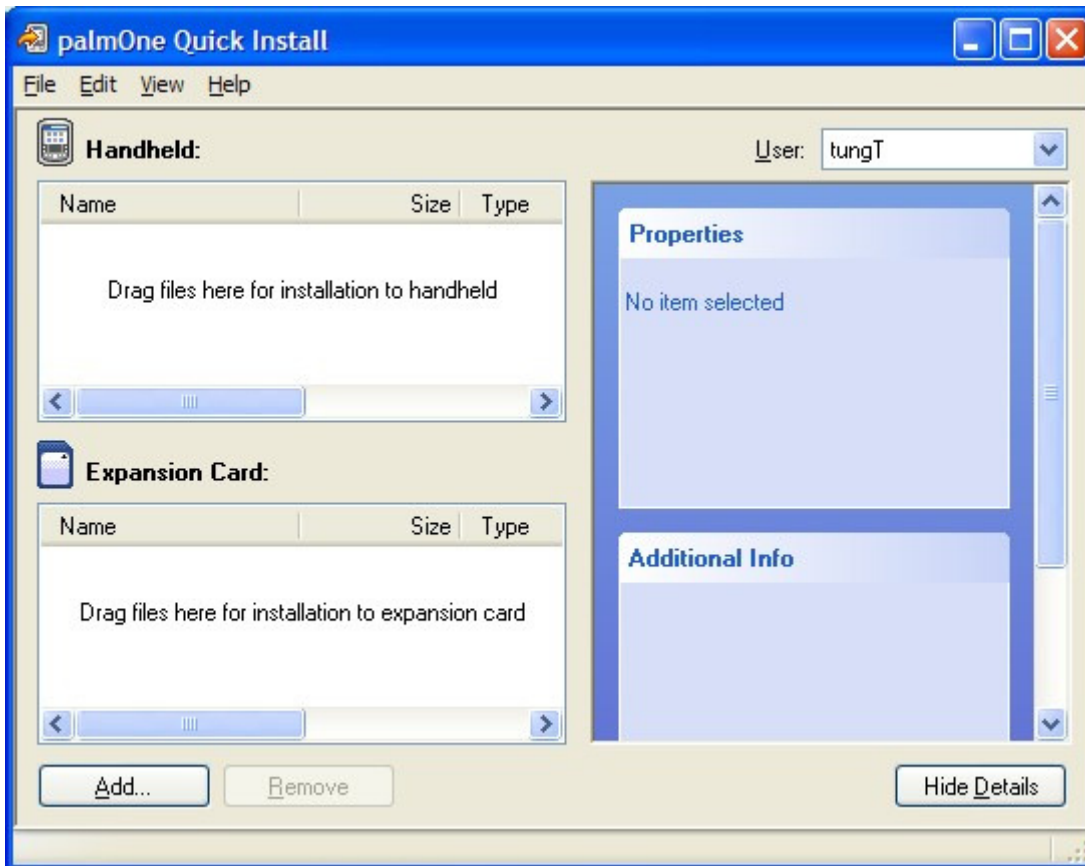 palmOne Quick Install
File Edit View Help
Handheld:
User: tungT
Name Size Type
Drag files here for installation to handheld
Properties
No item selected
Expansion Card:
Name Size Type
Drag files here for installation to expansion card
Additional Info
Add... Remove
Hide Details